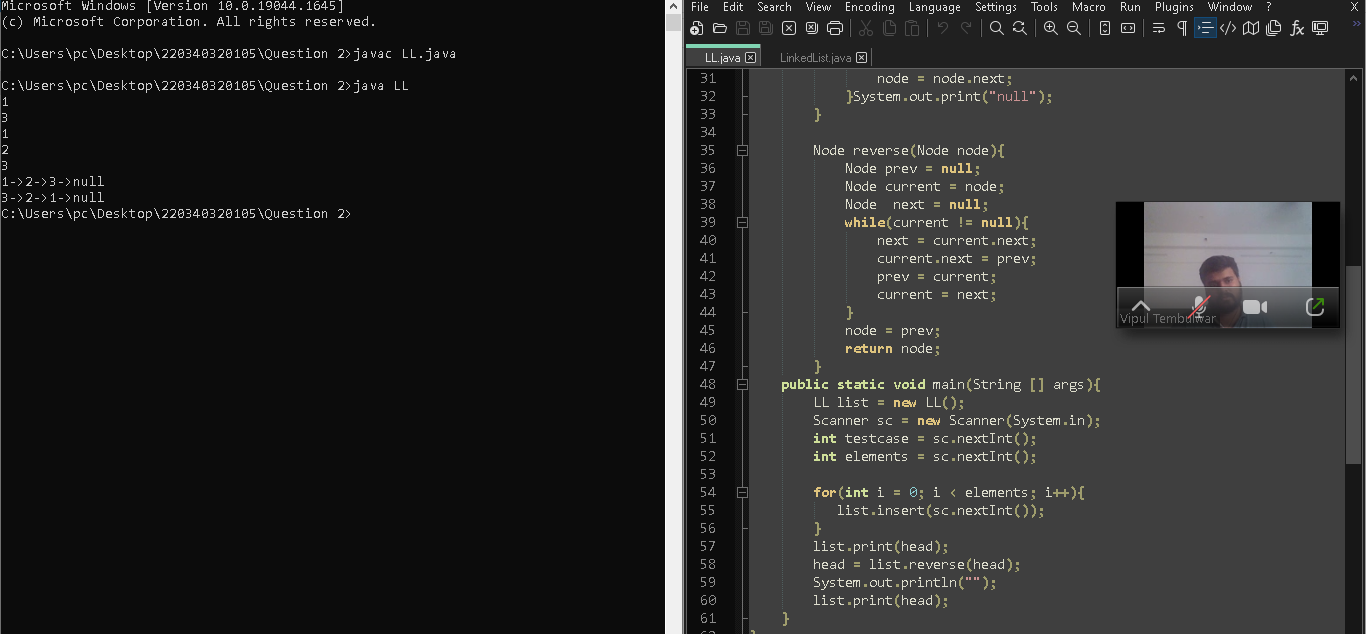 Microsoft Windows [Version 10.0.19044.1645]
(c) Microsoft Corporation. All rights reserved.
C:\Users\pc\Desktop\220340320105\Question 2>javac LL.java
C:\Users\pc\Desktop\220340320105\Question 2>java LL
1
3
1
2
3
1->2->3->null
3->2->1->null
C:\Users\pc\Desktop\220340320105\Question 2>
File Edit Search View Encoding Language Settings Tools Macro Run Plugins Window ? X
LL.java LinkedList.java
31 node = node.next;
32 }System.out.print("null");
33 }
34
35 Node reverse(Node node){
36 Node prev = null;
37 Node current = node;
38 Node  next = null;
39 while(current != null){
40 next = current.next;
41 current.next = prev;
42 prev = current;
43 current = next;
44 }
45 node = prev;
46 return node;
47 }
48 public static void main(String [] args){
49 LL list = new LL();
50 Scanner sc = new Scanner(System.in);
51 int testcase = sc.nextInt();
52 int elements = sc.nextInt();
53
54 for(int i = 0; i < elements; i++){
55 list.insert(sc.nextInt());
56 }
57 list.print(head);
58 head = list.reverse(head);
59 System.out.println("");
60 list.print(head);
61 }
62 }
Vipul Tembulwar